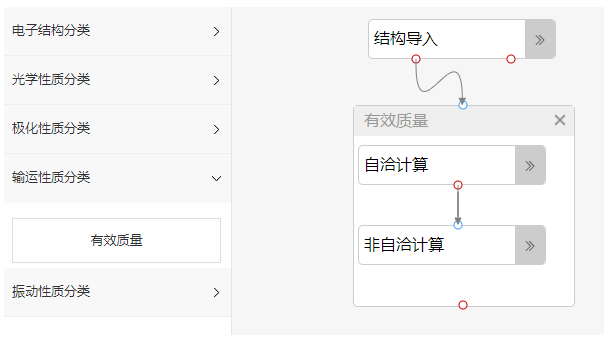 电子结构分类
光学性质分类
极化性质分类
输运性质分类
有效质量
振动性质分类
结构导入
有效质量
自洽计算
非自洽计算